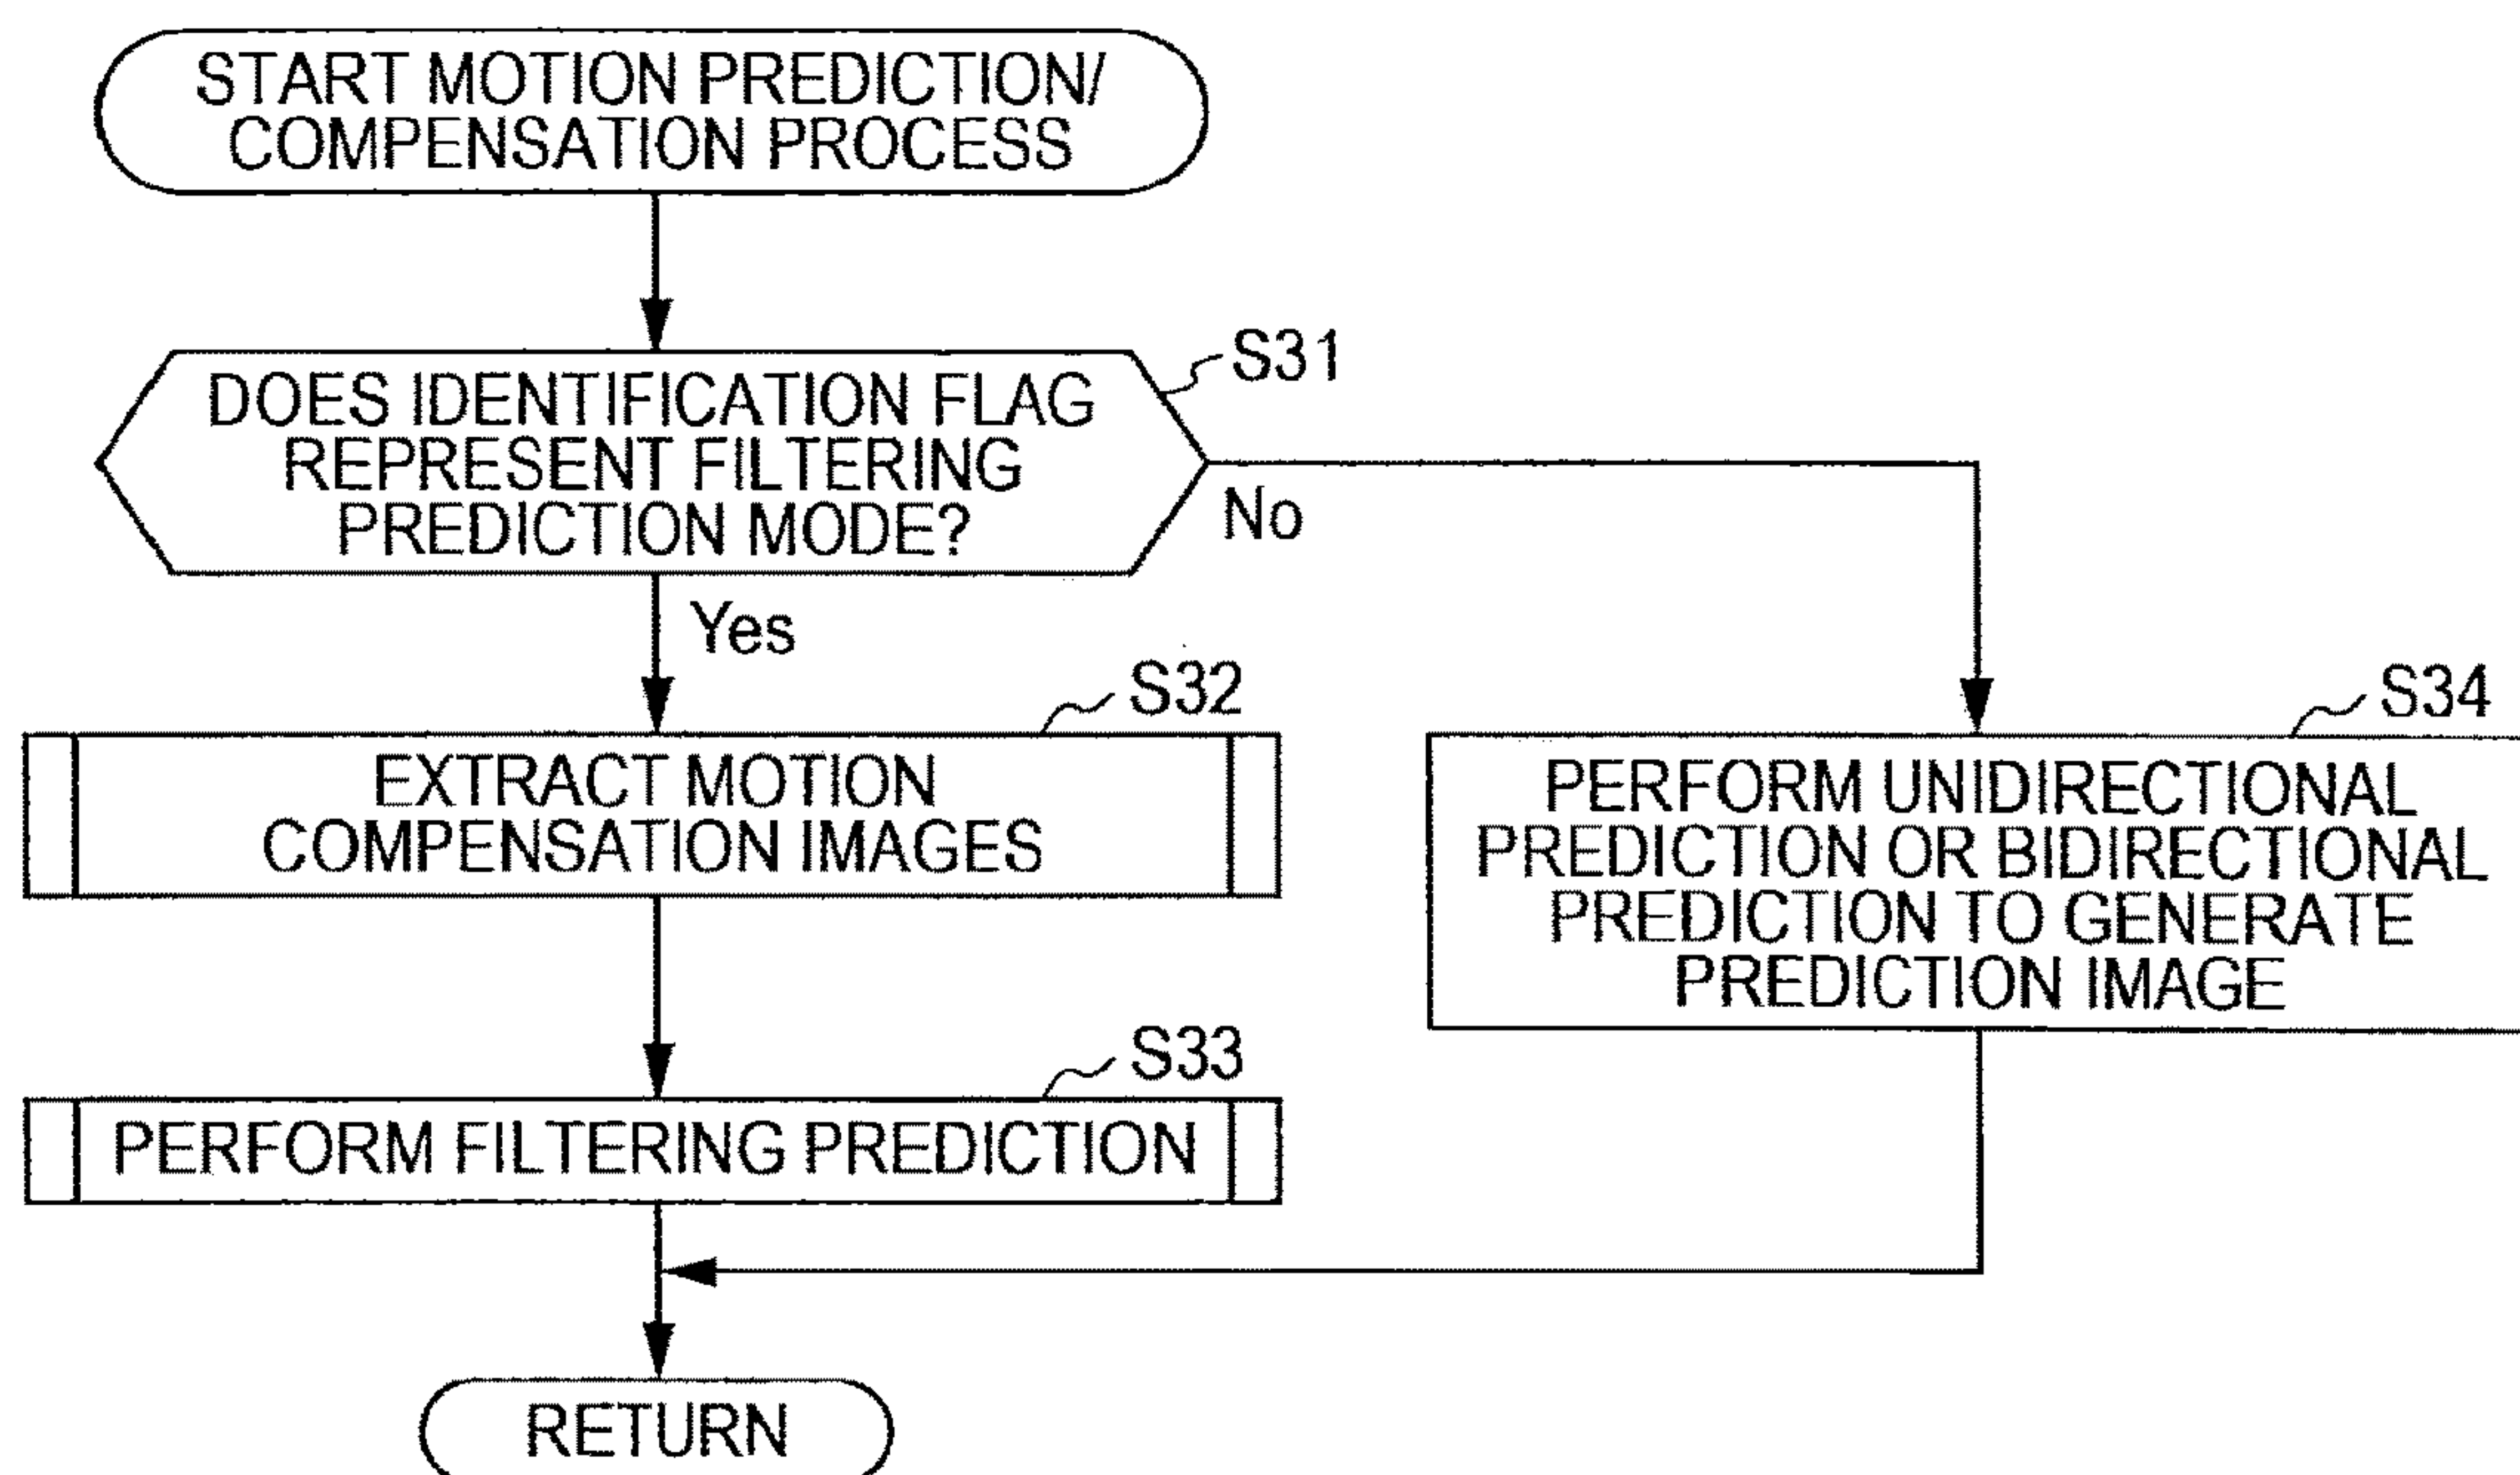 START MOTION PREDICTION/
COMPENSATION PROCESS
S31
DOES IDENTIFICATION FLAG
REPRESENT FILTERING
PREDICTION MODE?
No
Yes
S32
EXTRACT MOTION
COMPENSATION IMAGES
S34
PERFORM UNIDIRECTIONAL
PREDICTION OR BIDIRECTIONAL
PREDICTION TO GENERATE
PREDICTION IMAGE
S33
PERFORM FILTERING PREDICTION
RETURN